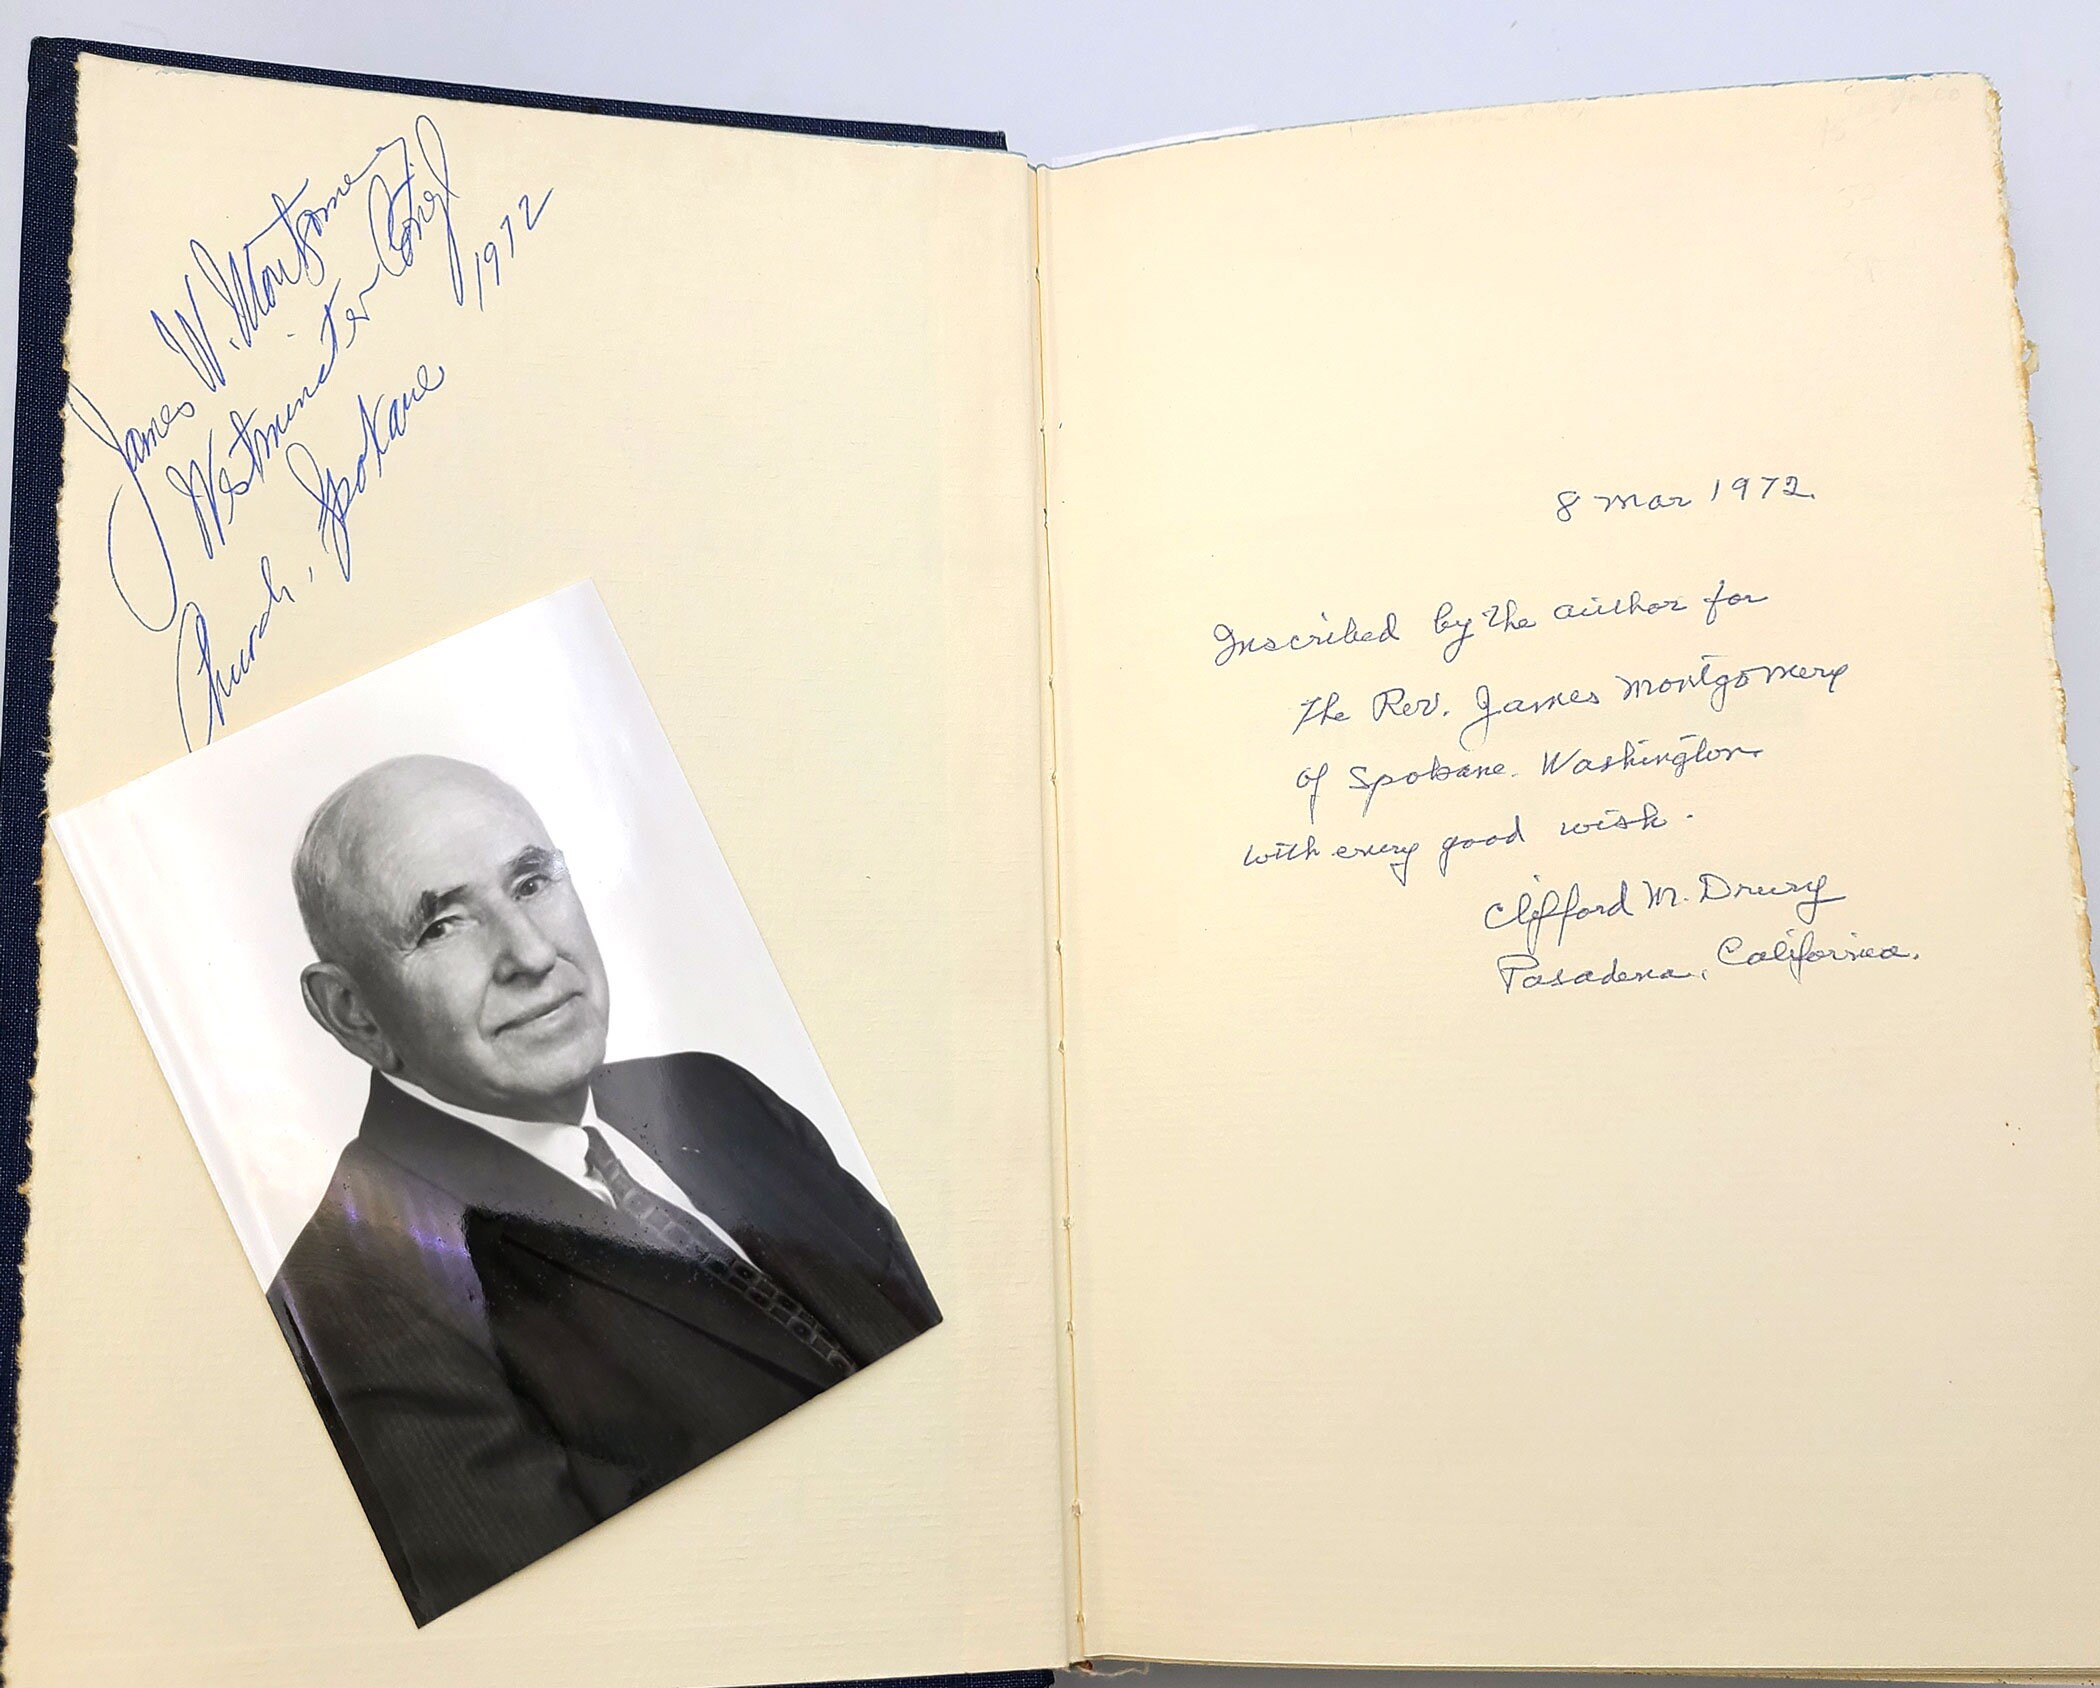 James W. Montgomery
Westminster Cong'l
Church, Spokane
1972
8 Mar 1972.
Inscribed by the author for
the Rev. James Montgomery
of Spokane. Washington.
with every good wish.
Clifford M. Drury
Pasadena, California.